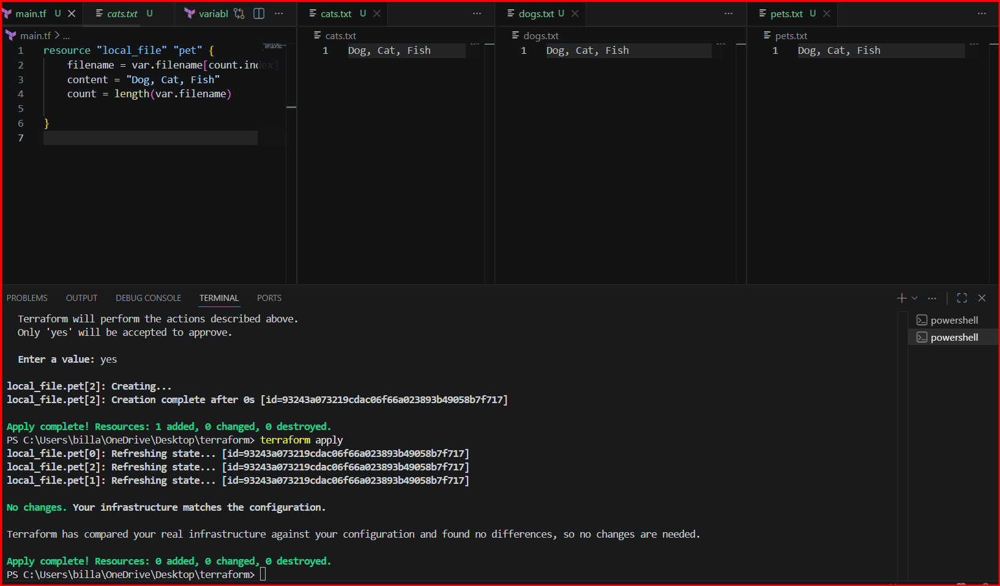 main.tf U
cats.txt U
variabl
cats.txt U
dogs.txt U
pets.txt U
main.tf > ...
cats.txt
dogs.txt
pets.txt
1 resource "local_file" "pet" {
2 filename = var.filename[count.index]
3 content = "Dog, Cat, Fish"
4 count = length(var.filename)
5
6 }
7
1 Dog, Cat, Fish
1 Dog, Cat, Fish
1 Dog, Cat, Fish
PROBLEMS OUTPUT DEBUG CONSOLE TERMINAL PORTS
powershell
powershell
Terraform will perform the actions described above.
Only 'yes' will be accepted to approve.
Enter a value: yes
local_file.pet[2]: Creating...
local_file.pet[2]: Creation complete after 0s [id=93243a073219cdac06f66a023893b49058b7f717]
Apply complete! Resources: 1 added, 0 changed, 0 destroyed.
PS C:\Users\billa\OneDrive\Desktop\terraform> terraform apply
local_file.pet[0]: Refreshing state... [id=93243a073219cdac06f66a023893b49058b7f717]
local_file.pet[2]: Refreshing state... [id=93243a073219cdac06f66a023893b49058b7f717]
local_file.pet[1]: Refreshing state... [id=93243a073219cdac06f66a023893b49058b7f717]
No changes. Your infrastructure matches the configuration.
Terraform has compared your real infrastructure against your configuration and found no differences, so no changes are needed.
Apply complete! Resources: 0 added, 0 changed, 0 destroyed.
PS C:\Users\billa\OneDrive\Desktop\terraform>